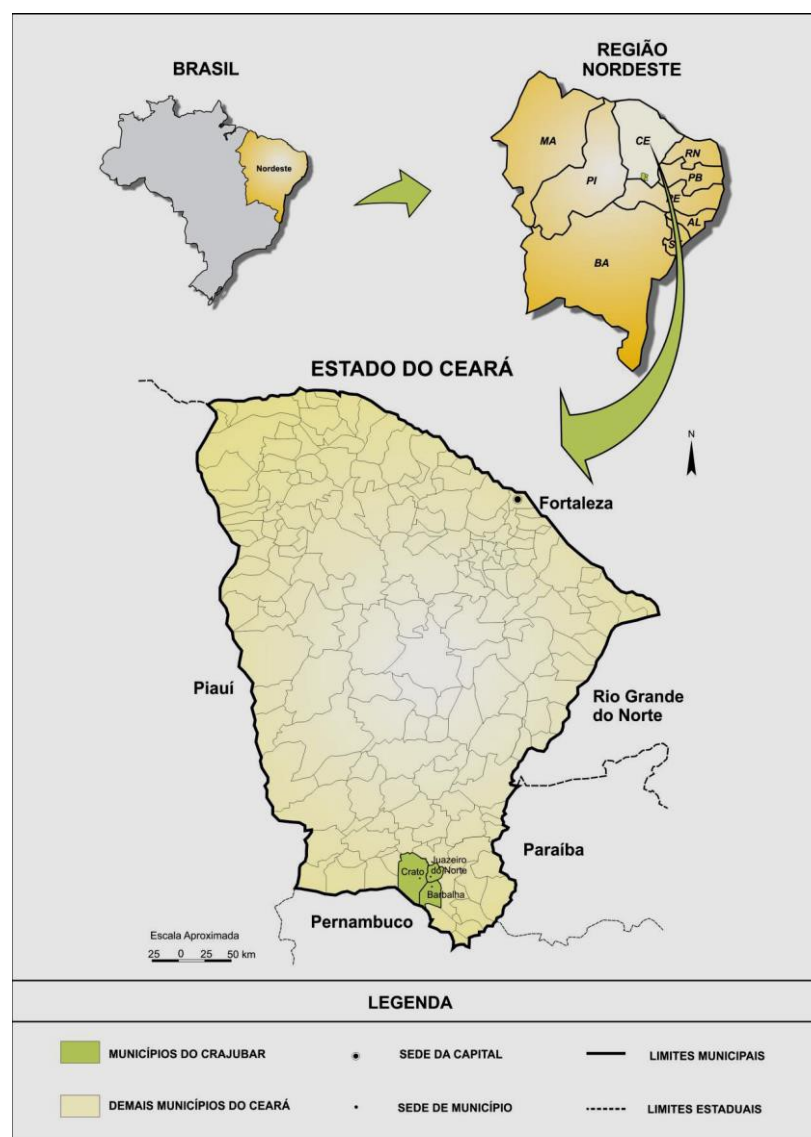 BRASIL
Nordeste
REGIÃO
NORDESTE
MA
PI
CE
RN
PB
PE
AL
BA
ESTADO DO CEARÁ
N
Fortaleza
Piauí
Rio Grande
do Norte
Paraíba
Juazeiro
do Norte
Crato
Barbalha
Pernambuco
Escala Aproximada
25 0 25 50 km
LEGENDA
MUNICÍPIOS DO CRAJUBAR
SEDE DA CAPITAL
LIMITES MUNICIPAIS
DEMAIS MUNICÍPIOS DO CEARÁ
SEDE DE MUNICÍPIO
LIMITES ESTADUAIS